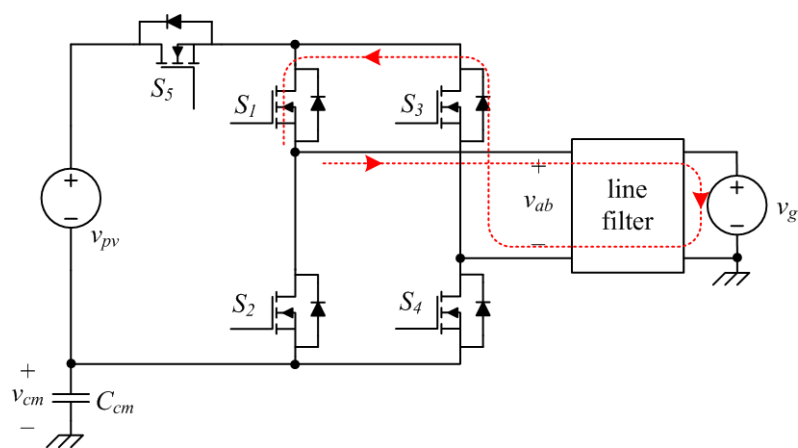 S5
S1
S3
+
−
vpv
+
vab
−
line
filter
+
−
vg
S2
S4
+
vcm
−
Ccm